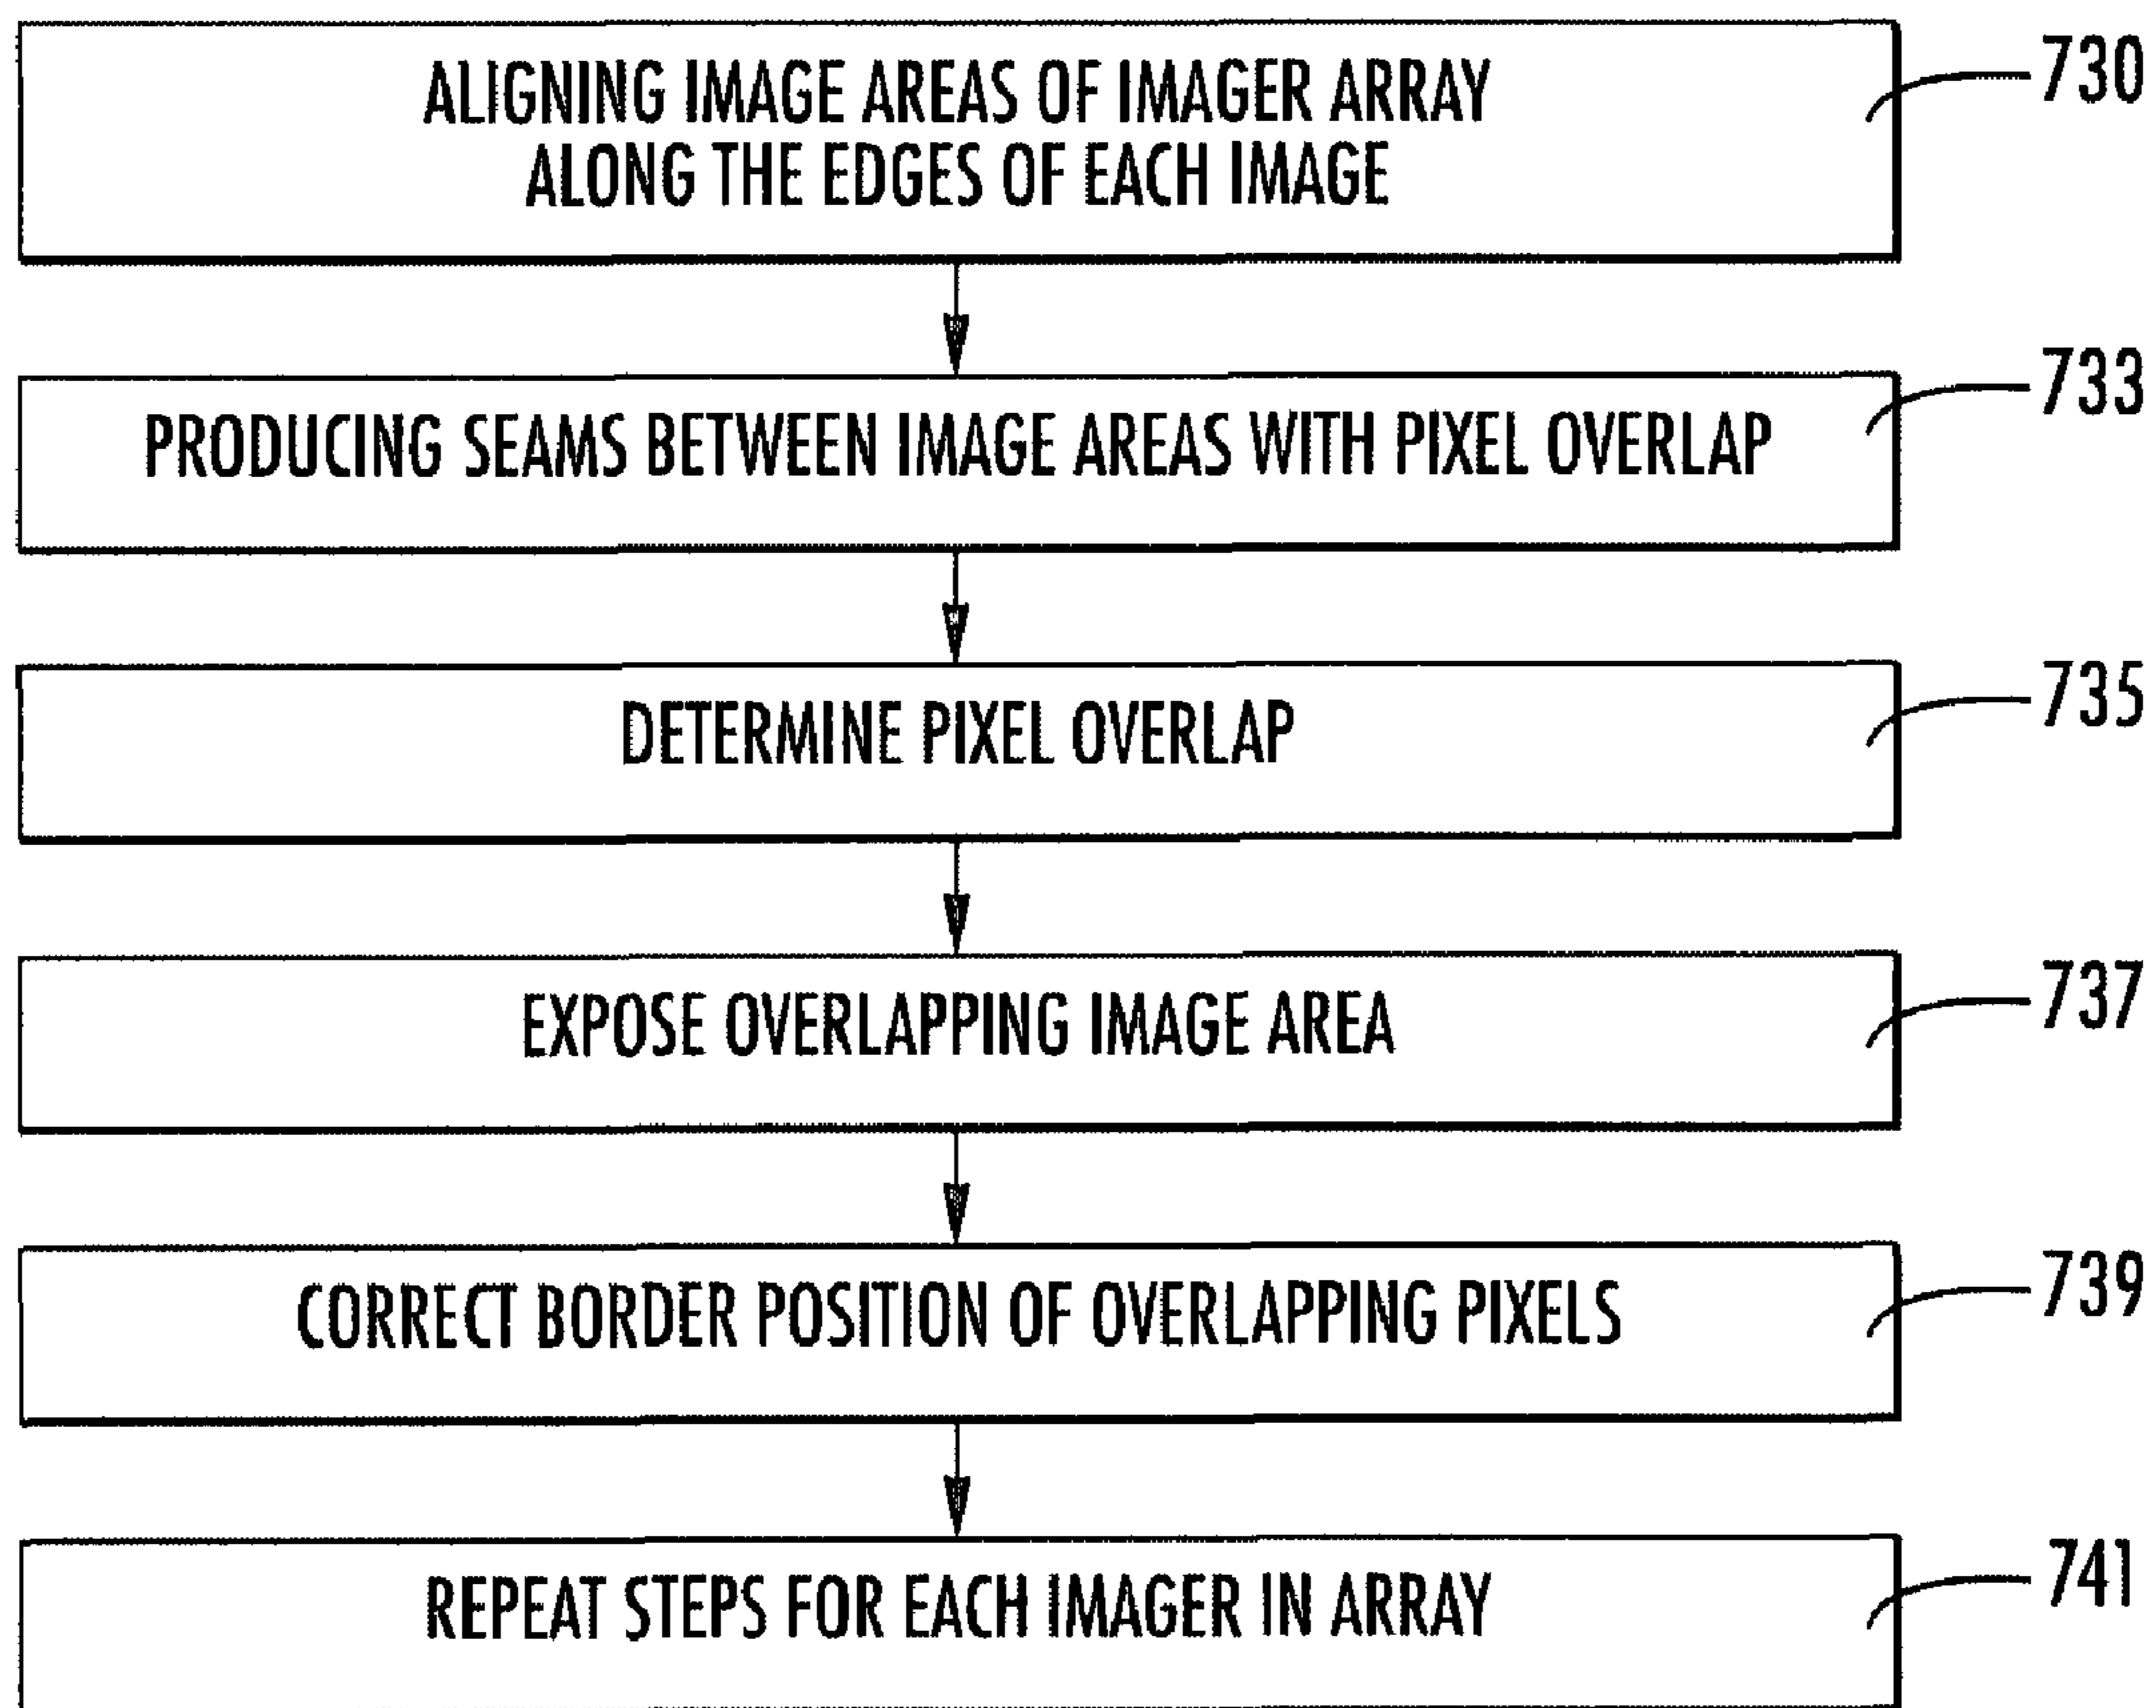 ALIGNING IMAGE AREAS OF IMAGER ARRAY
ALONG THE EDGES OF EACH IMAGE
730
PRODUCING SEAMS BETWEEN IMAGE AREAS WITH PIXEL OVERLAP
733
DETERMINE PIXEL OVERLAP
735
EXPOSE OVERLAPPING IMAGE AREA
737
CORRECT BORDER POSITION OF OVERLAPPING PIXELS
739
REPEAT STEPS FOR EACH IMAGER IN ARRAY
741